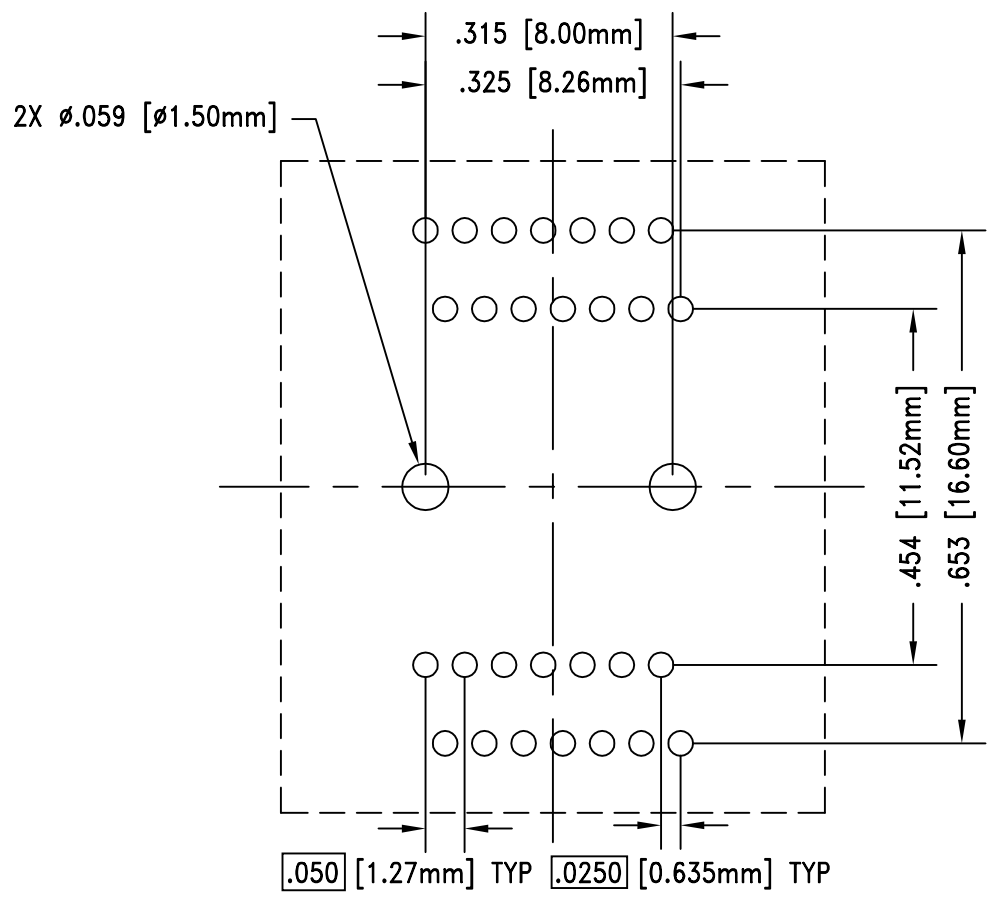 .315 [8.00mm]
.325 [8.26mm]
2X ø.059 [ø1.50mm]
.454 [11.52mm]
.653 [16.60mm]
.050 [1.27mm] TYP .0250 [0.635mm] TYP